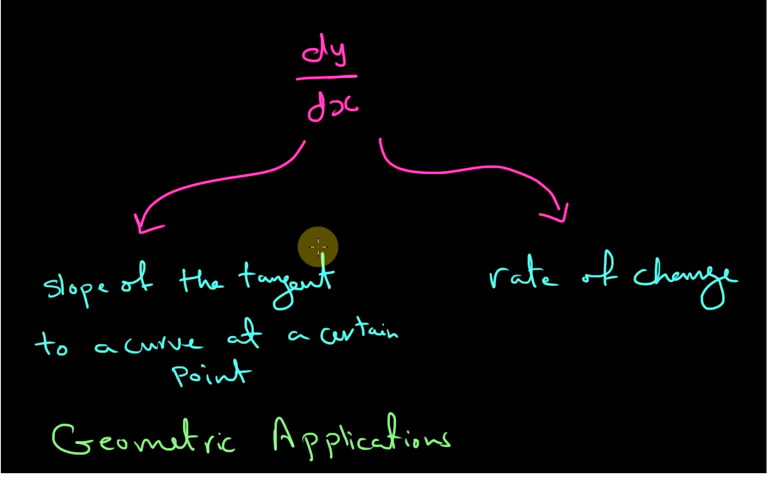 dy
dx
slope of the tangent
to a curve at a certain
point
rate of change
Geometric Applications